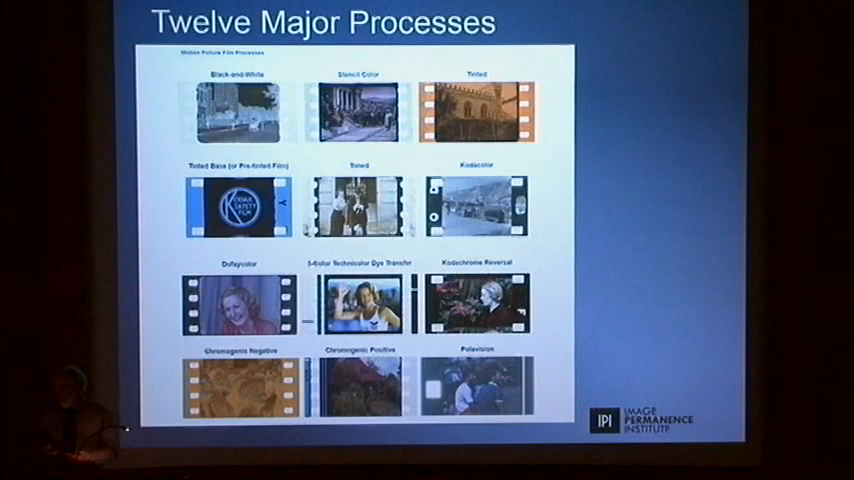 Twelve Major Processes
Motion Picture Film Processes
Black-and-White
Stencil Color
Tinted
Tinted Base (or Pre-tinted Film)
Toned
Kodacolor
KODAK
SAFETY
FILM
Dufaycolor
3-Color Technicolor Dye Transfer
Kodachrome Reversal
Chromogenic Negative
Chromogenic Positive
Polavision
IPI
IMAGE
PERMANENCE
INSTITUTE